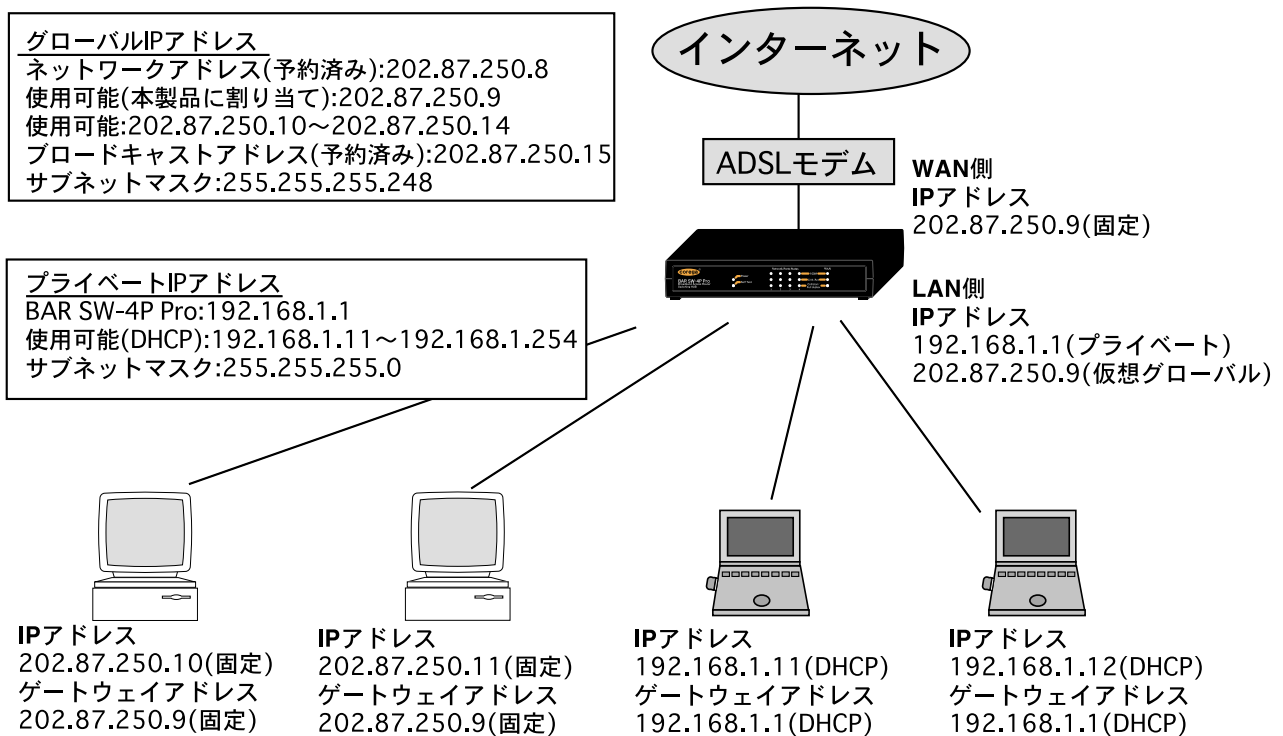 グローバルIPアドレス
ネットワークアドレス(予約済み):202.87.250.8
使用可能(本製品に割り当て):202.87.250.9
使用可能:202.87.250.10～202.87.250.14
ブロードキャストアドレス(予約済み):202.87.250.15
サブネットマスク:255.255.255.248
インターネット
ADSLモデム
WAN側
IPアドレス
202.87.250.9(固定)
corega
BAR SW-4P Pro
プライベートIPアドレス
BAR SW-4P Pro:192.168.1.1
使用可能(DHCP):192.168.1.11～192.168.1.254
サブネットマスク:255.255.255.0
LAN側
IPアドレス
192.168.1.1(プライベート)
202.87.250.9(仮想グローバル)
IPアドレス
202.87.250.10(固定)
ゲートウェイアドレス
202.87.250.9(固定)
IPアドレス
202.87.250.11(固定)
ゲートウェイアドレス
202.87.250.9(固定)
IPアドレス
192.168.1.11(DHCP)
ゲートウェイアドレス
192.168.1.1(DHCP)
IPアドレス
192.168.1.12(DHCP)
ゲートウェイアドレス
192.168.1.1(DHCP)